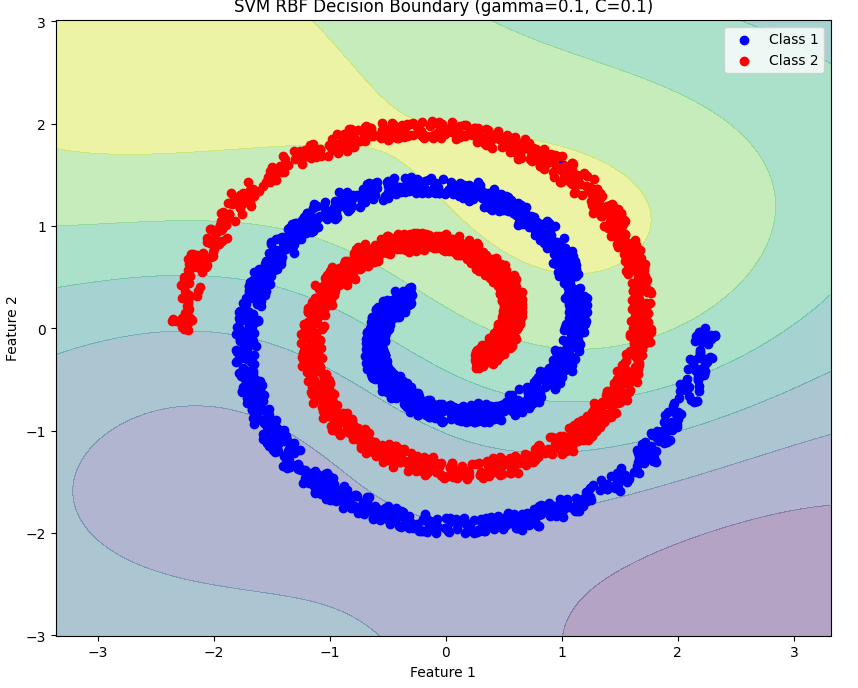 SVM RBF Decision Boundary (gamma=0.1, C=0.1)
Class 1
Class 2
3
2
1
0
−1
−2
−3
Feature 2
−3
−2
−1
0
1
2
3
Feature 1